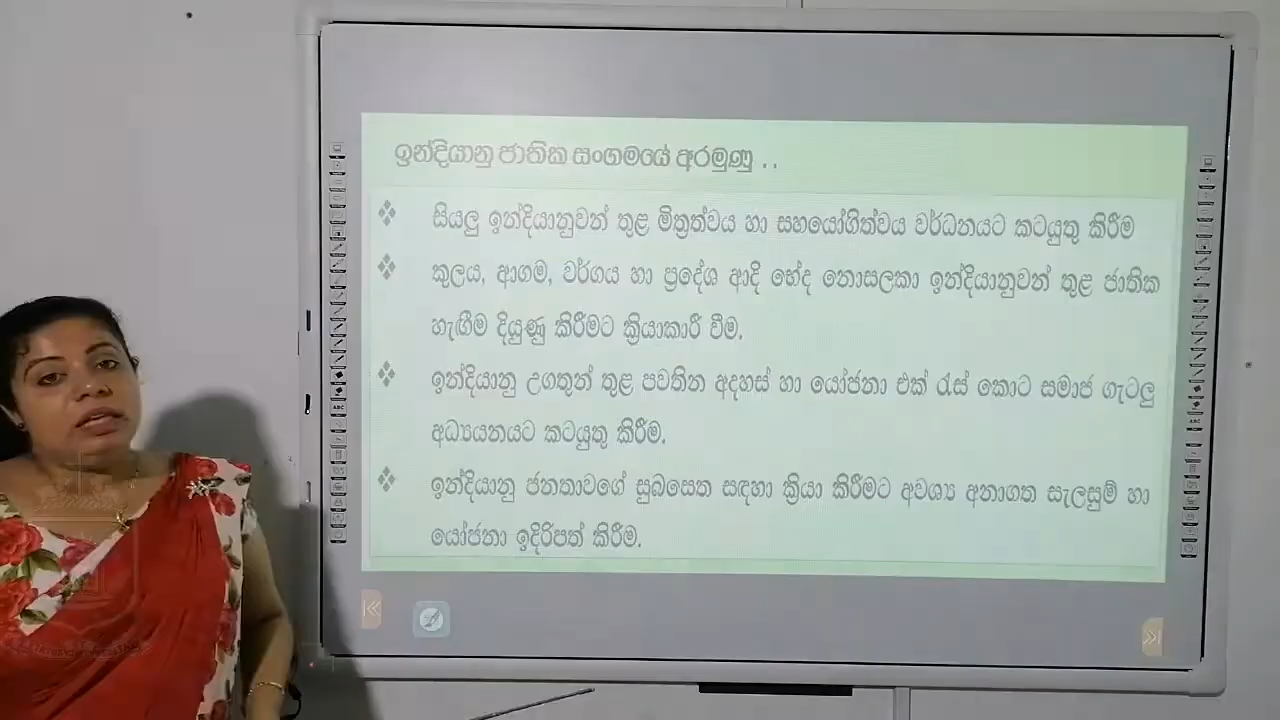 ඉන්දියානු ජාතික සංගමයේ අරමුණු . .
සියලු ඉන්දියානුවන් තුළ මිත්‍රත්වය හා සහයෝගිත්වය වර්ධනයට කටයුතු කිරීම
කුලය, ආගම, වර්ගය හා ප්‍රදේශ ආදි භේද නොසලකා ඉන්දියානුවන් තුළ ජාතික
හැඟීම දියුණු කිරීමට ක්‍රියාකාරී වීම.
ඉන්දියානු උගතුන් තුළ පවතින අදහස් හා යෝජනා එක් රැස් කොට සමාජ ගැටලු
අධ්‍යයනයට කටයුතු කිරීම.
ඉන්දියානු ජනතාවගේ සුබසෙත සඳහා ක්‍රියා කිරීමට අවශ්‍ය අනාගත සැලසුම් හා
යෝජනා ඉදිරිපත් කිරීම.
ABC
ABC